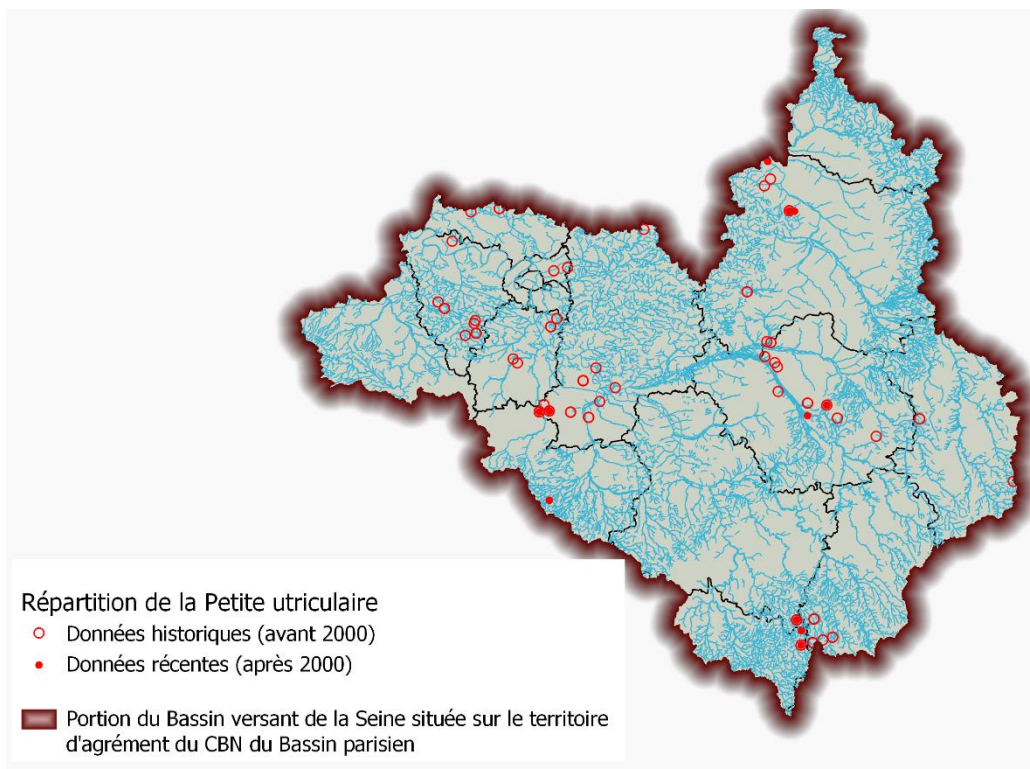 Répartition de la Petite utriculaire
Données historiques (avant 2000)
Données récentes (après 2000)
Portion du Bassin versant de la Seine située sur le territoire
d'agrément du CBN du Bassin parisien